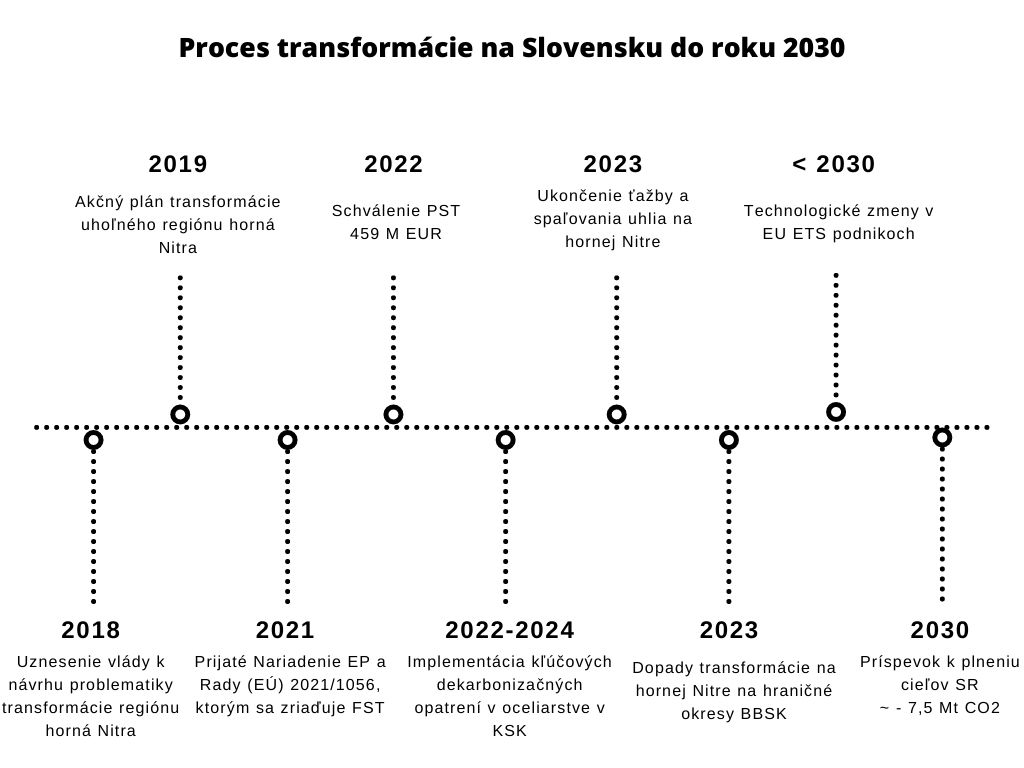 Proces transformácie na Slovensku do roku 2030
2019
Akčný plán transformácie
uhoľného regiónu horná
Nitra
2022
Schválenie PST
459 M EUR
2023
Ukončenie ťažby a
spaľovania uhlia na
hornej Nitre
< 2030
Technologické zmeny v
EU ETS podnikoch
2018
Uznesenie vlády k
návrhu problematiky
transformácie regiónu
horná Nitra
2021
Prijaté Nariadenie EP a
Rady (EÚ) 2021/1056,
ktorým sa zriaďuje FST
2022-2024
Implementácia kľúčových
dekarbonizačných
opatrení v oceliarstve v
KSK
2023
Dopady transformácie na
hornej Nitre na hraničné
okresy BBSK
2030
Príspevok k plneniu
cieľov SR
~ - 7,5 Mt CO2